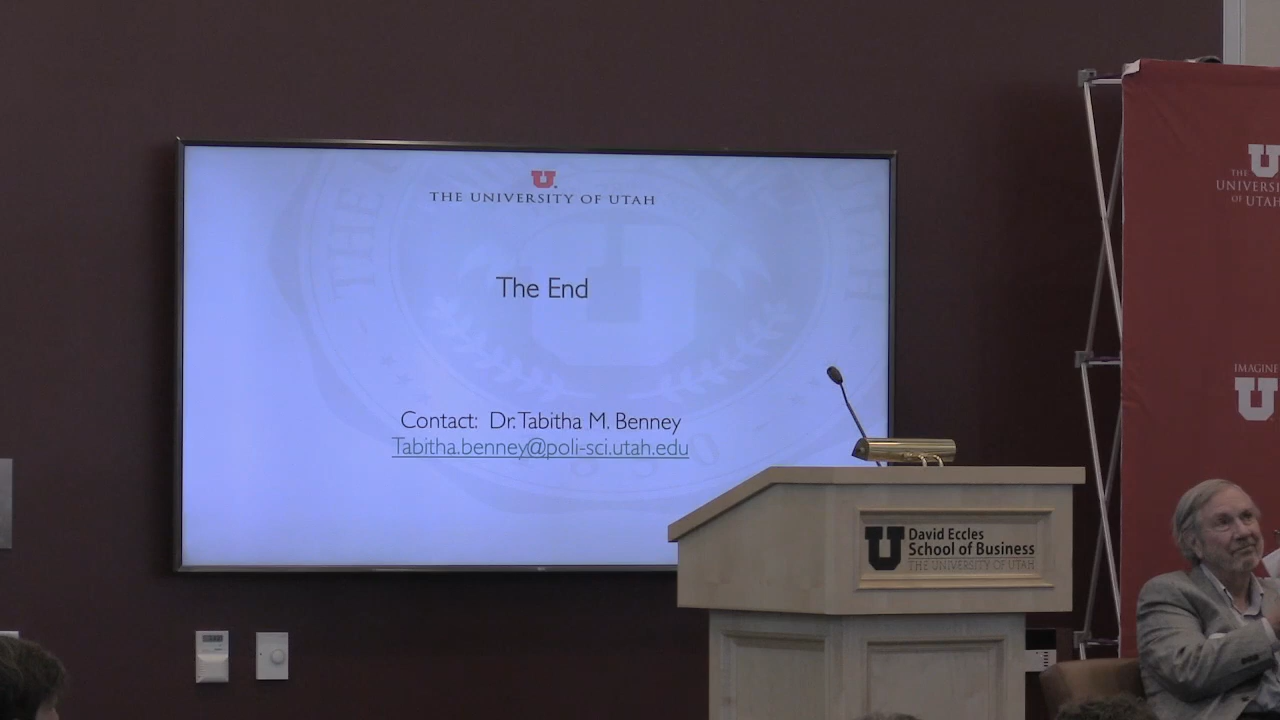 U
THE UNIVERSITY OF UTAH
The End
Contact: Dr. Tabitha M. Benney
Tabitha.benney@poli-sci.utah.edu
U
David Eccles
School of Business
THE UNIVERSITY OF UTAH
U
THE
UNIVERSI
OF UTAH
IMAGINE
U